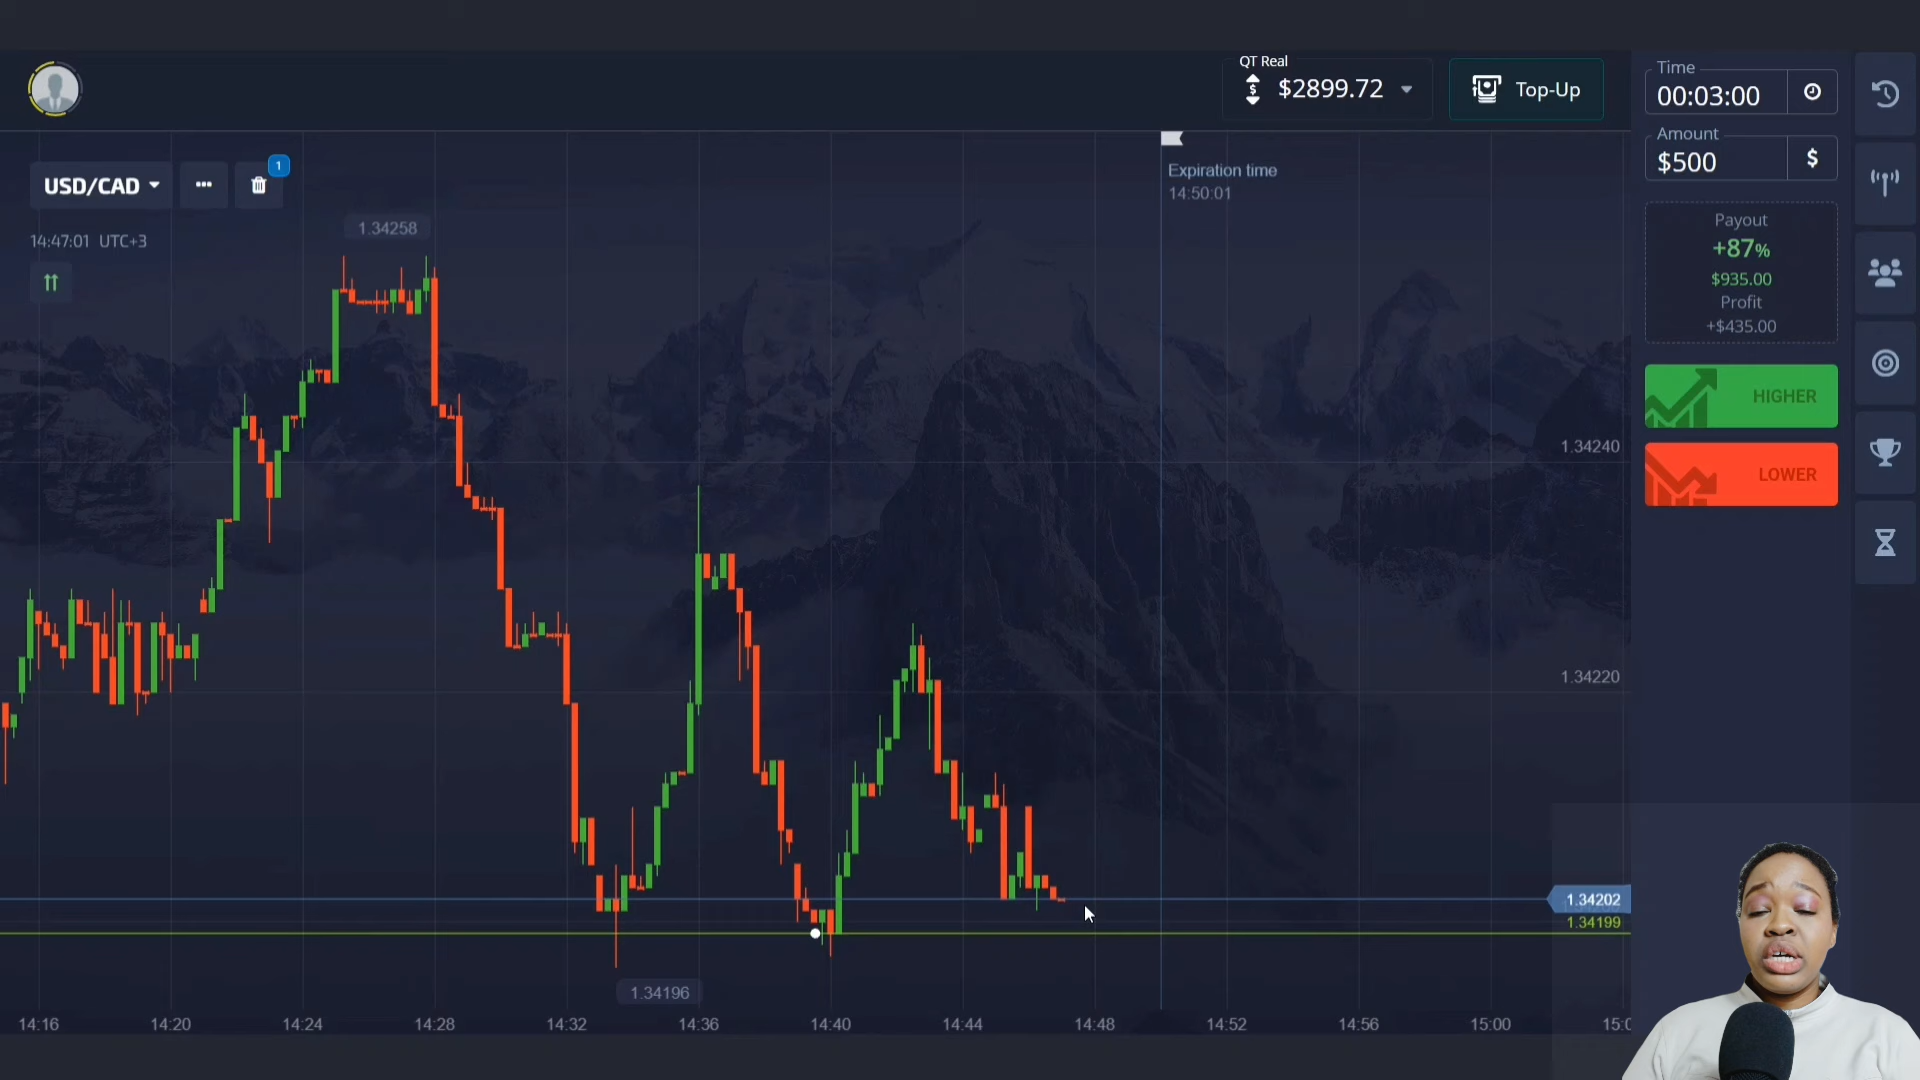 QT Real
$2899.72
Top-Up
Time
00:03:00
Amount
$500
$
Payout
+87%
$935.00
Profit
+$435.00
HIGHER
LOWER
USD/CAD
1
14:47:01 UTC+3
Expiration time
14:50:01
1.34258
1.34240
1.34220
1.34202
1.34199
1.34196
14:16 14:20 14:24 14:28 14:32 14:36 14:40 14:44 14:48 14:52 14:56 15:00 15:0